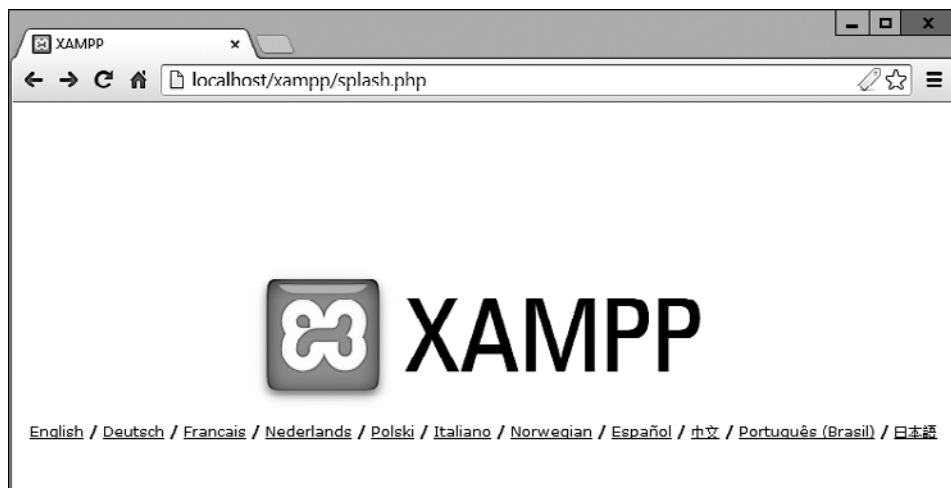 XAMPP
localhost/xampp/splash.php
XAMPP
English / Deutsch / Francais / Nederlands / Polski / Italiano / Norwegian / Español / 中文 / Português (Brasil) / 日本語